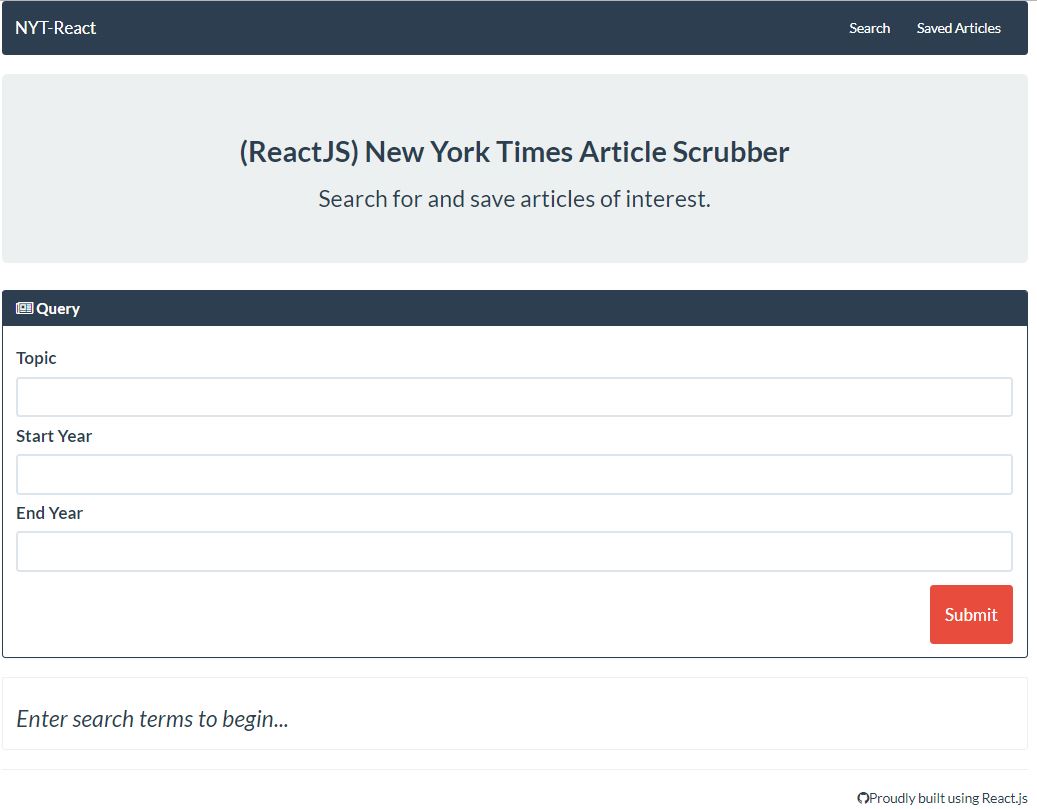 NYT-React
Search
Saved Articles
(ReactJS) New York Times Article Scrubber
Search for and save articles of interest.
Query
Topic
Start Year
End Year
Submit
Enter search terms to begin...
Proudly built using React.js